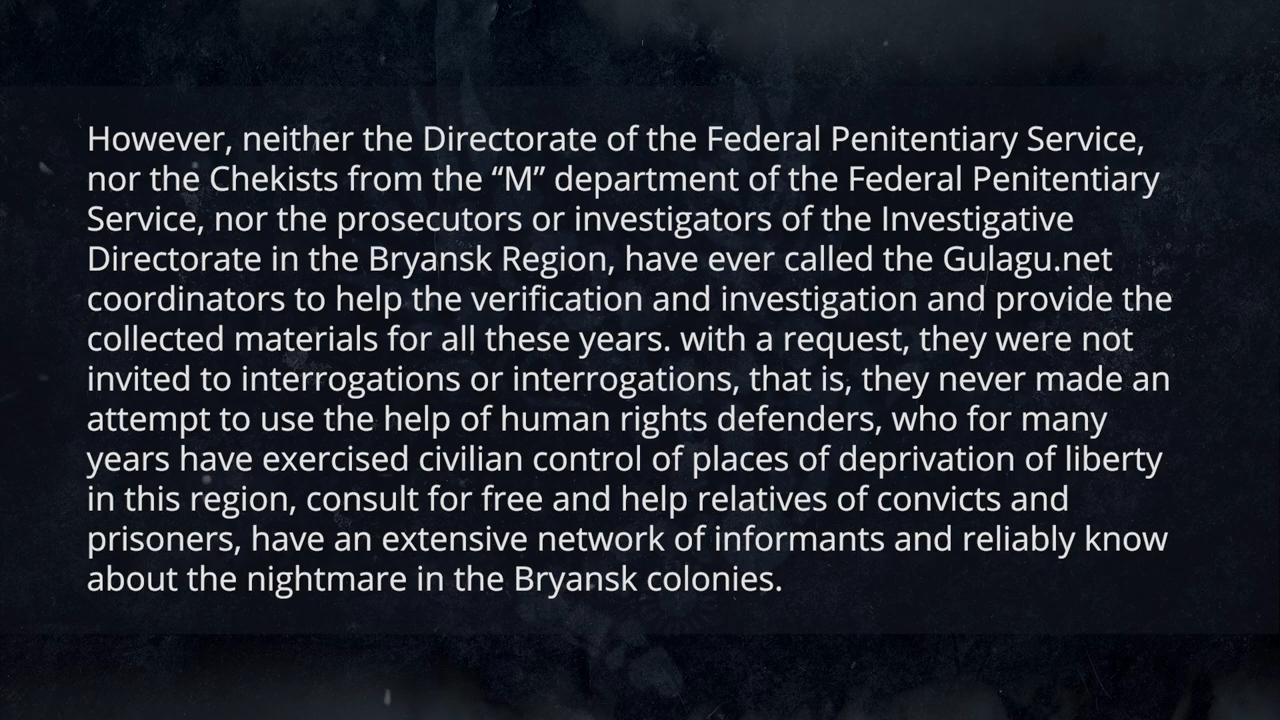 However, neither the Directorate of the Federal Penitentiary Service,
nor the Chekists from the “M” department of the Federal Penitentiary
Service, nor the prosecutors or investigators of the Investigative
Directorate in the Bryansk Region, have ever called the Gulagu.net
coordinators to help the verification and investigation and provide the
collected materials for all these years. with a request, they were not
invited to interrogations or interrogations, that is, they never made an
attempt to use the help of human rights defenders, who for many
years have exercised civilian control of places of deprivation of liberty
in this region, consult for free and help relatives of convicts and
prisoners, have an extensive network of informants and reliably know
about the nightmare in the Bryansk colonies.